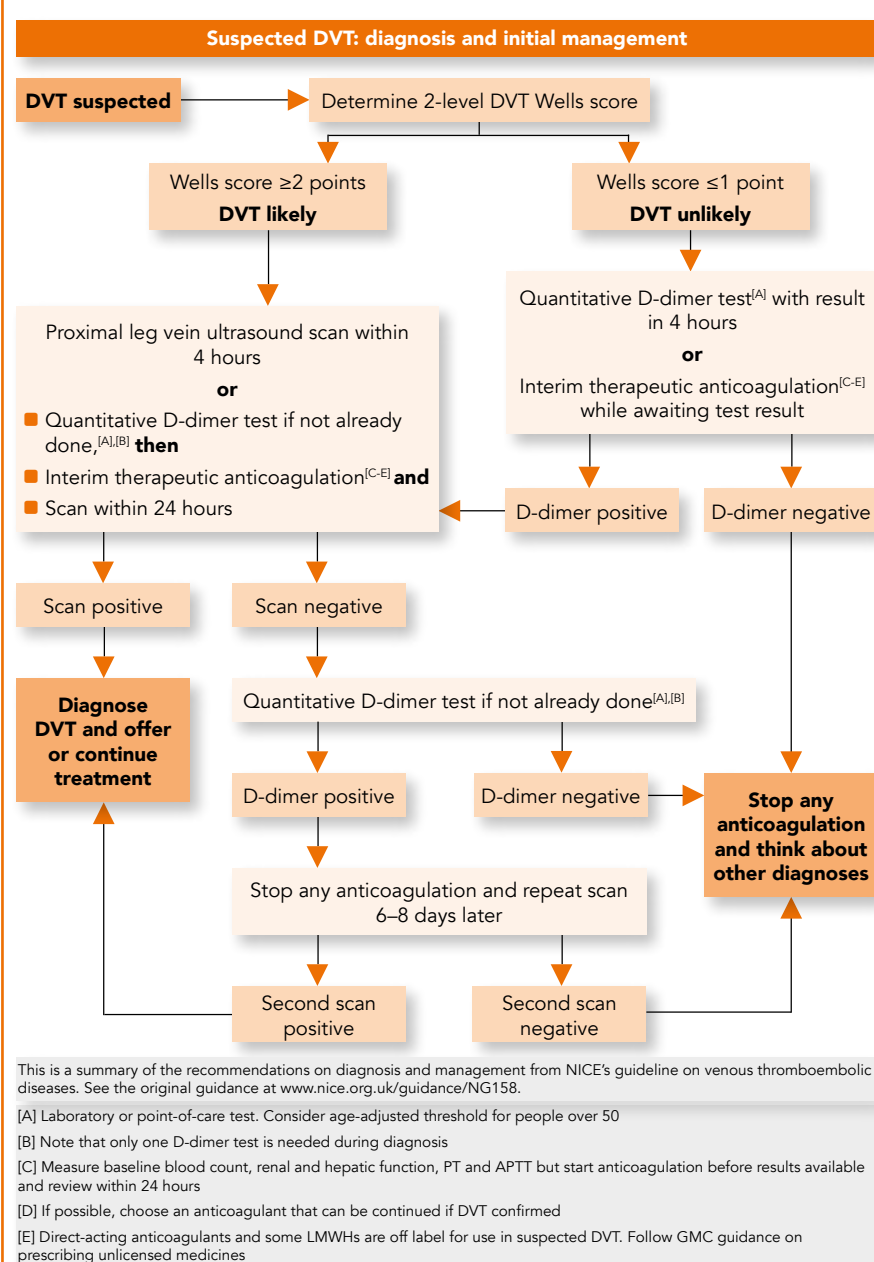 Suspected DVT: diagnosis and initial management
DVT suspected
Determine 2-level DVT Wells score
Wells score ≥2 points
DVT likely
Wells score ≤1 point
DVT unlikely
Quantitative D-dimer test[A] with result
in 4 hours
or
Interim therapeutic anticoagulation[C-E]
while awaiting test result
Proximal leg vein ultrasound scan within
4 hours
or
Quantitative D-dimer test if not already
done,[A],[B] then
Interim therapeutic anticoagulation[C-E] and
Scan within 24 hours
D-dimer positive
D-dimer negative
Scan positive
Scan negative
Diagnose
DVT and offer
or continue
treatment
Quantitative D-dimer test if not already done[A],[B]
D-dimer positive
D-dimer negative
Stop any
anticoagulation
and think about
other diagnoses
Stop any anticoagulation and repeat scan
6–8 days later
Second scan
positive
Second scan
negative
This is a summary of the recommendations on diagnosis and management from NICE's guideline on venous thromboembolic
diseases. See the original guidance at www.nice.org.uk/guidance/NG158.
[A] Laboratory or point-of-care test. Consider age-adjusted threshold for people over 50
[B] Note that only one D-dimer test is needed during diagnosis
[C] Measure baseline blood count, renal and hepatic function, PT and APTT but start anticoagulation before results available
and review within 24 hours
[D] If possible, choose an anticoagulant that can be continued if DVT confirmed
[E] Direct-acting anticoagulants and some LMWHs are off label for use in suspected DVT. Follow GMC guidance on
prescribing unlicensed medicines